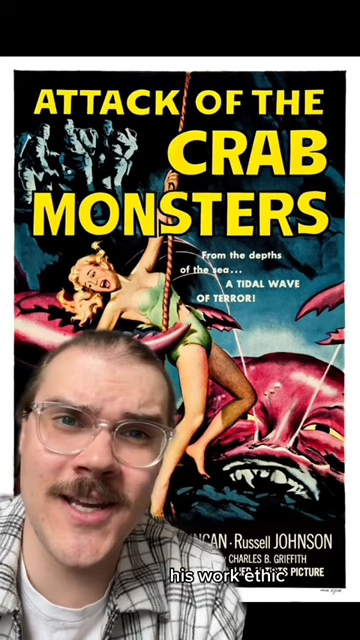 ATTACK OF THE
CRAB
MONSTERS
From the depths
of the sea...
A TIDAL WAVE
OF TERROR!
Russell JOHNSON
CHARLES B. GRIFFITH
PICTURE
his work ethic